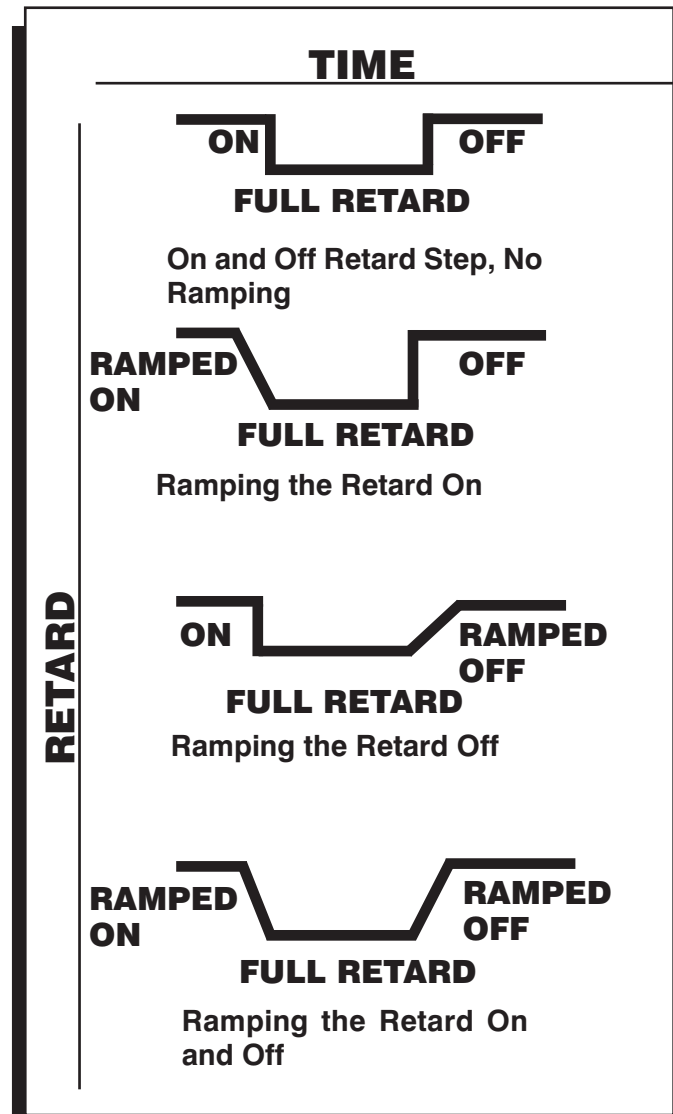 TIME
ON
OFF
FULL RETARD
On and Off Retard Step, No
Ramping
RAMPED
ON
OFF
FULL RETARD
Ramping the Retard On
RETARD
ON
RAMPED
OFF
FULL RETARD
Ramping the Retard Off
RAMPED
ON
RAMPED
OFF
FULL RETARD
Ramping the Retard On
and Off